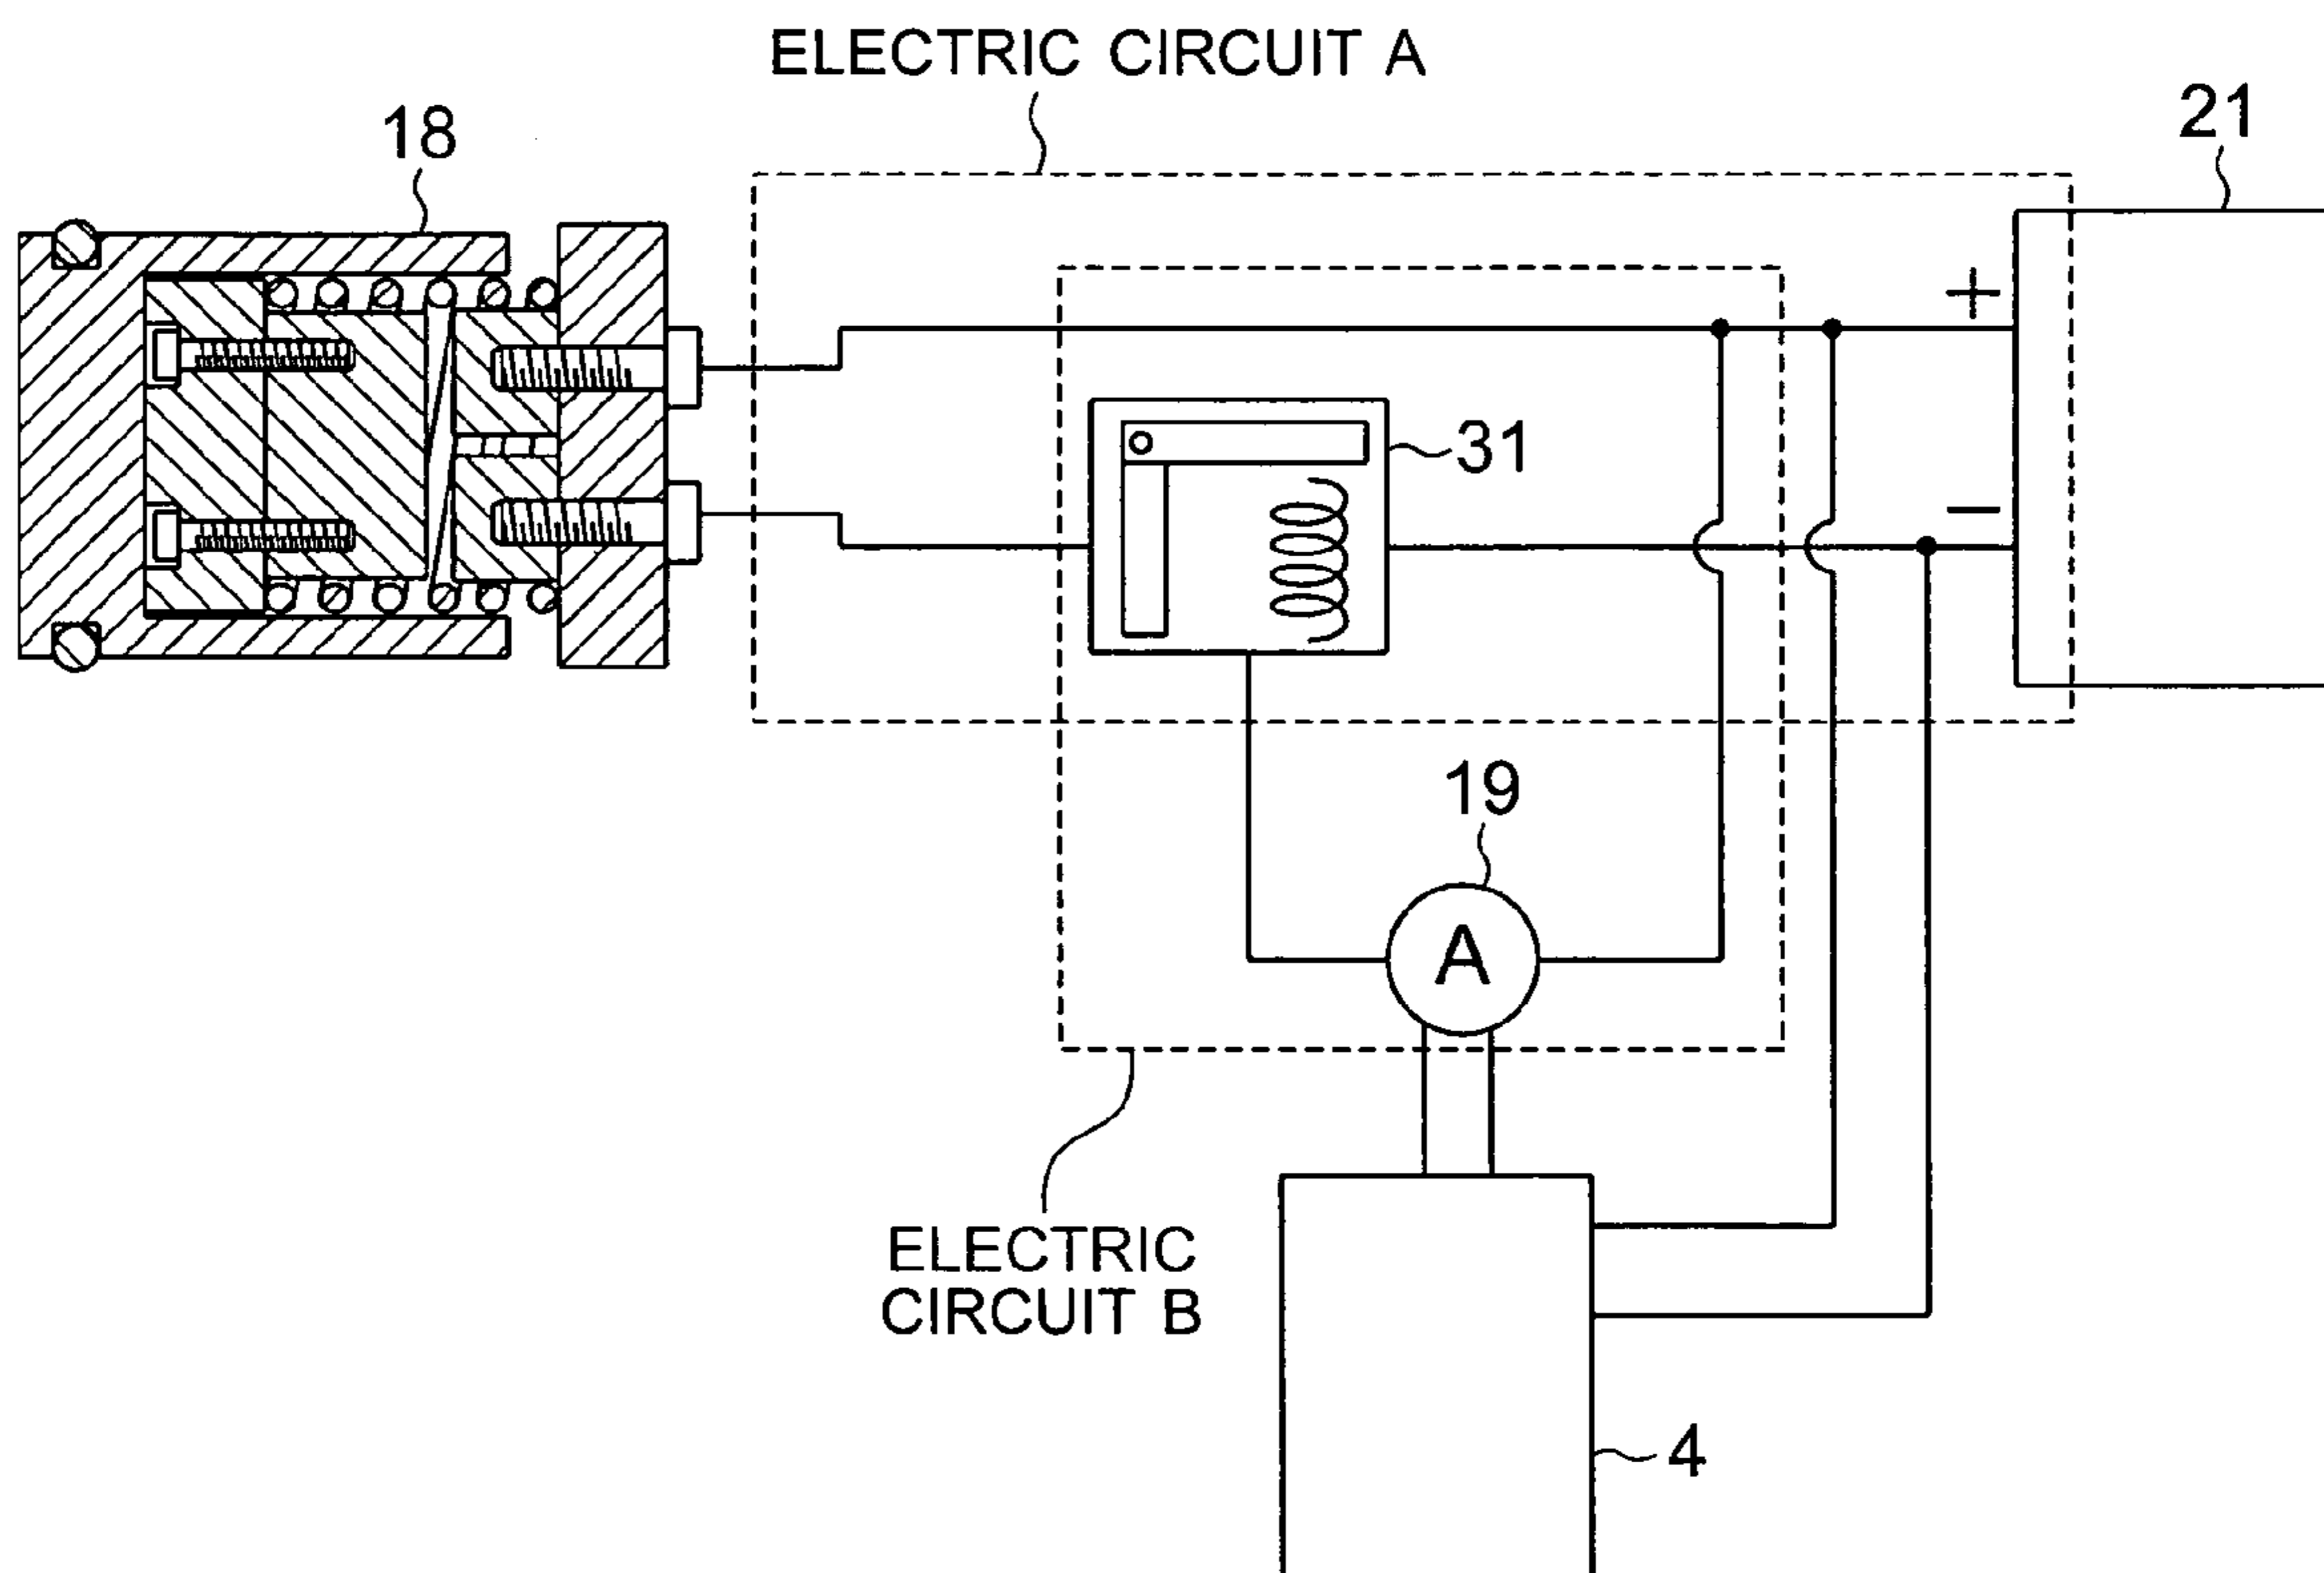 ELECTRIC CIRCUIT A
18
21
+
−
31
19
A
ELECTRIC
CIRCUIT B
4